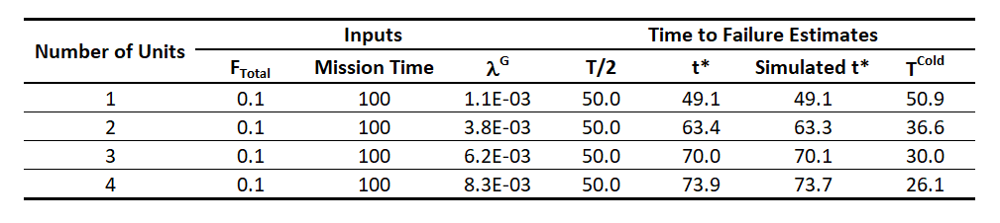 Number of Units Inputs Time to Failure Estimates
F_Total Mission Time λ^G T/2 t* Simulated t* T^Cold
1 0.1 100 1.1E-03 50.0 49.1 49.1 50.9
2 0.1 100 3.8E-03 50.0 63.4 63.3 36.6
3 0.1 100 6.2E-03 50.0 70.0 70.1 30.0
4 0.1 100 8.3E-03 50.0 73.9 73.7 26.1